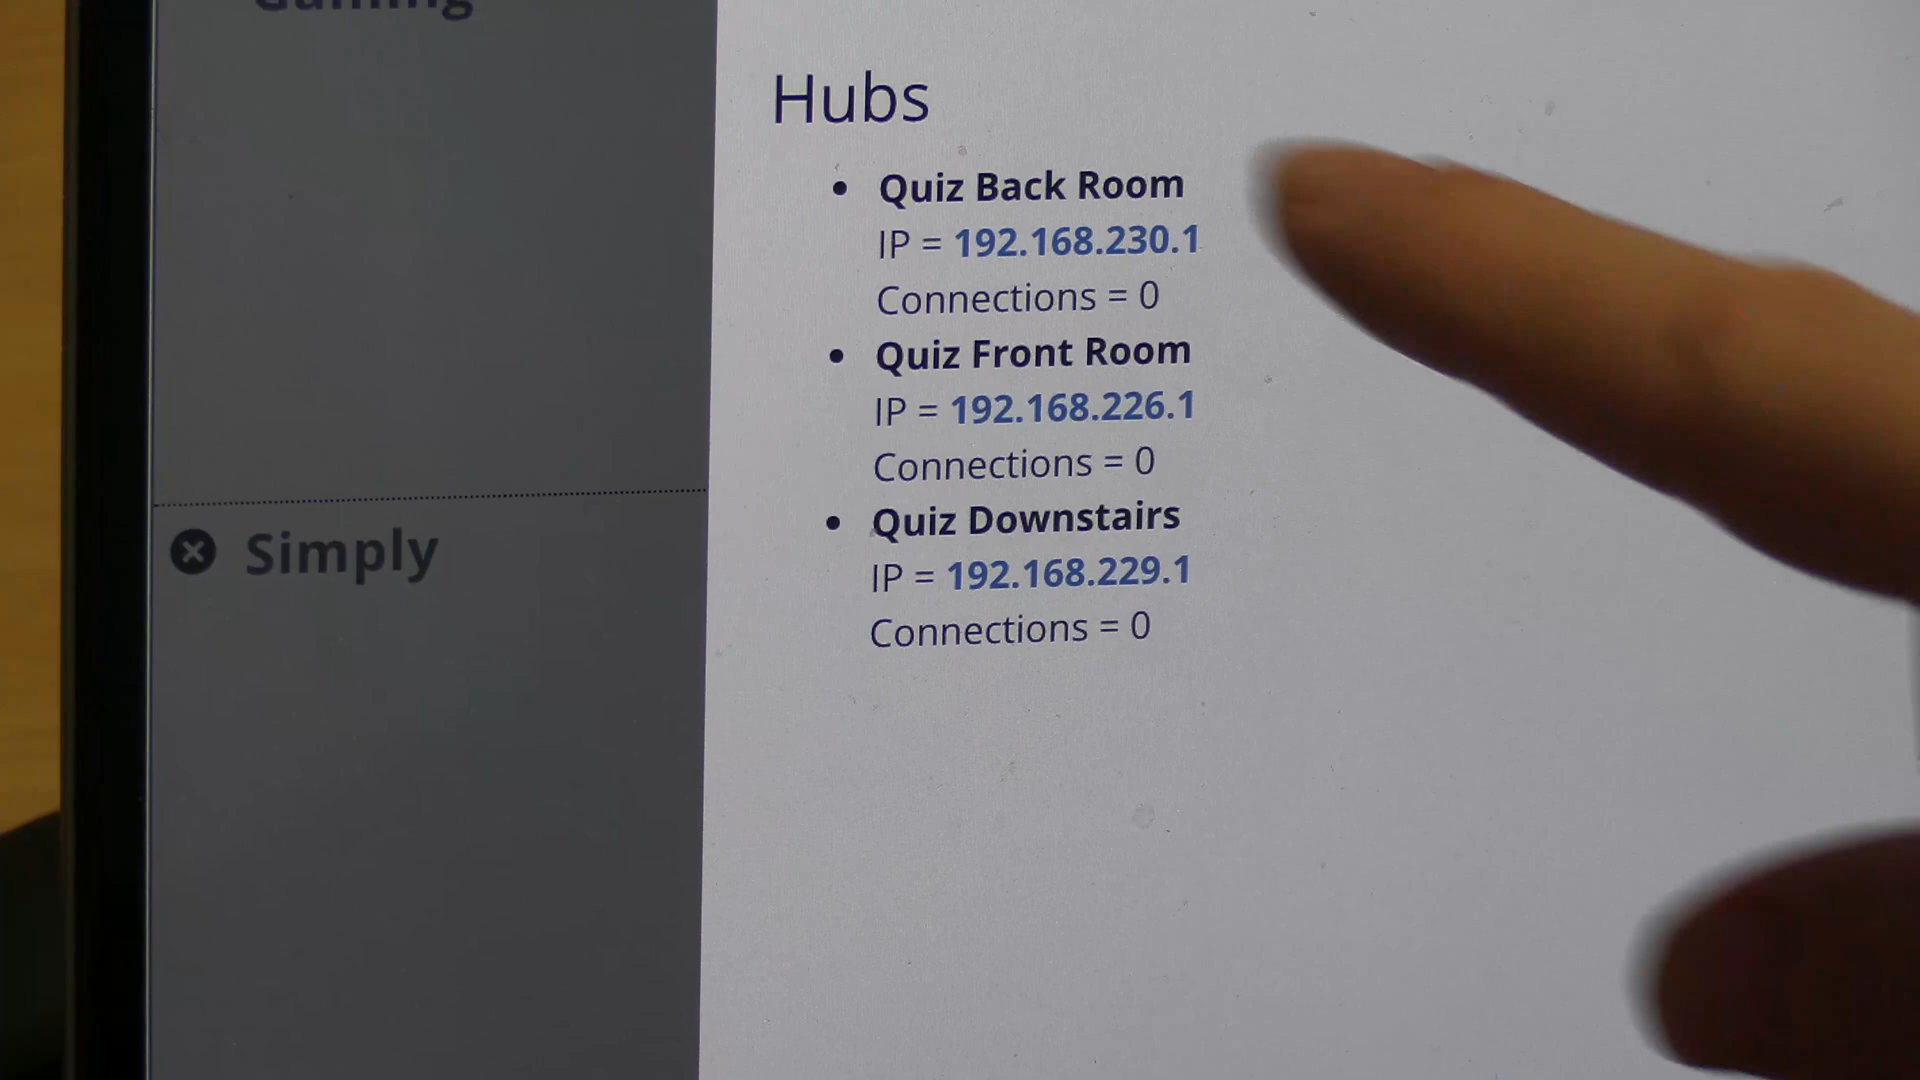 Gaming
Simply
Hubs
• Quiz Back Room
IP = 192.168.230.1
Connections = 0
• Quiz Front Room
IP = 192.168.226.1
Connections = 0
• Quiz Downstairs
IP = 192.168.229.1
Connections = 0